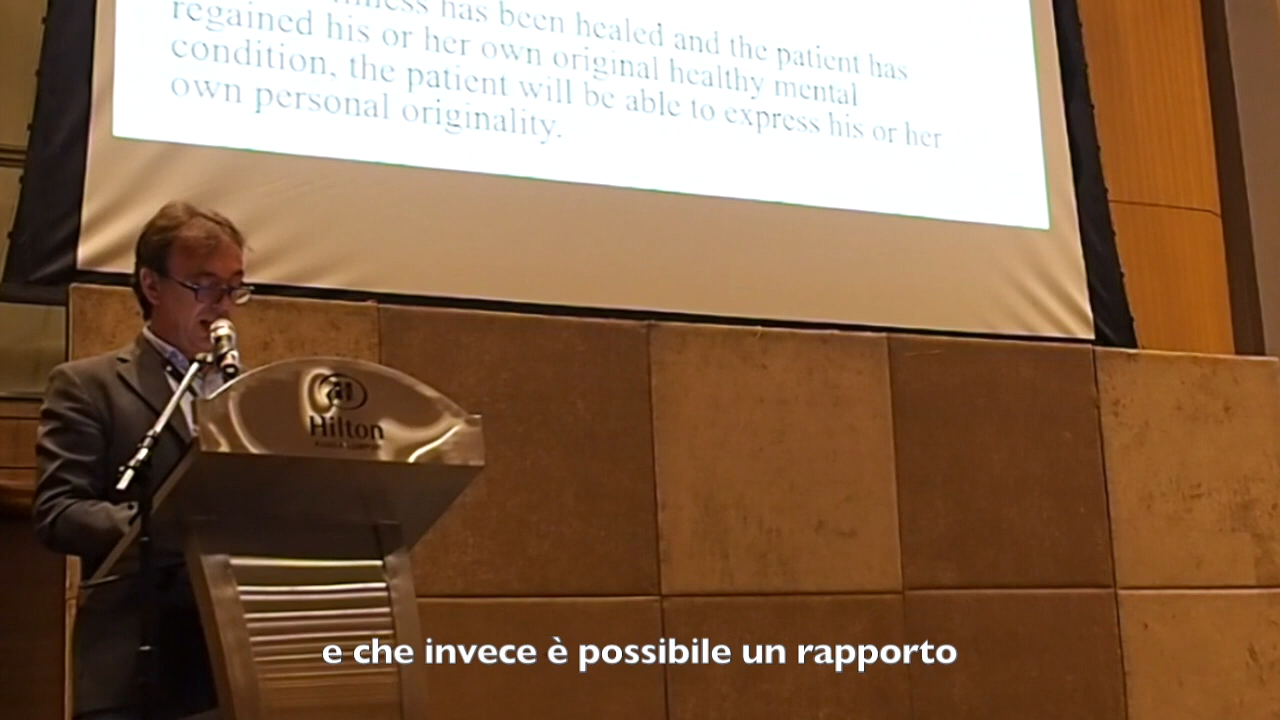 has been healed and the patient has
regained his or her own original healthy mental
condition, the patient will be able to express his or her
own personal originality.
Hilton
e che invece è possibile un rapporto